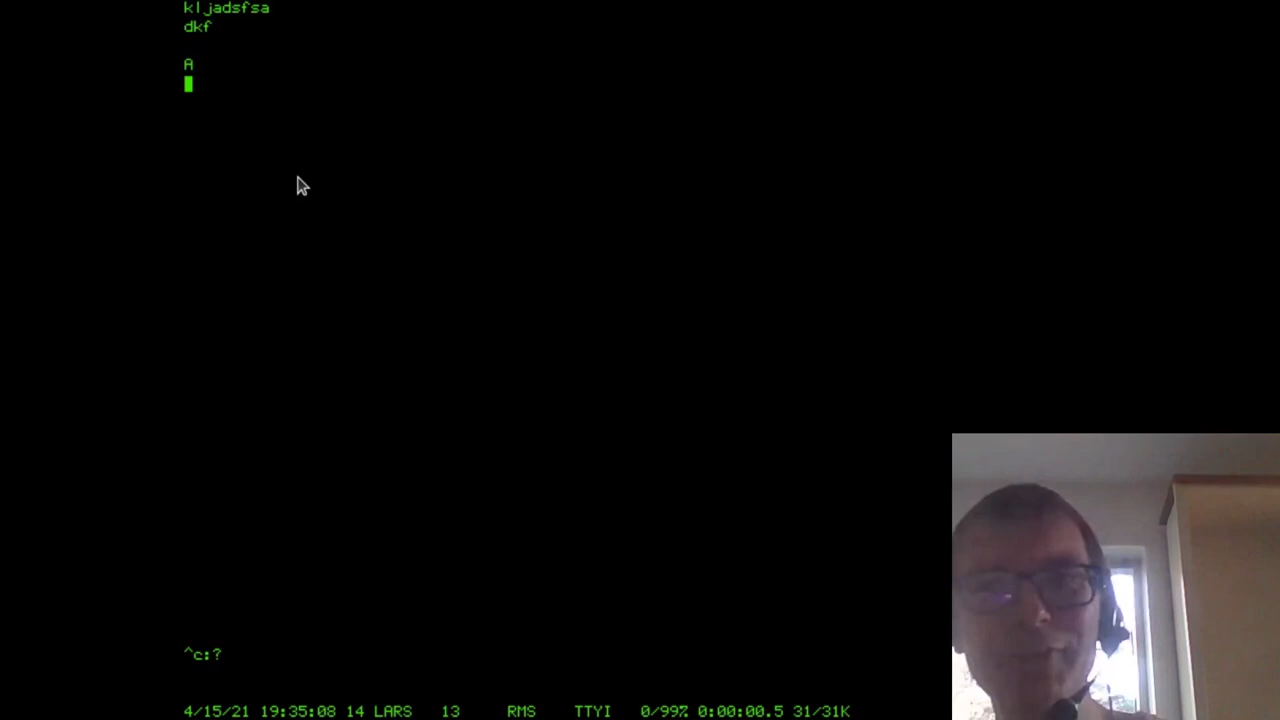 kljadsfsa
dkf
A
^c:?
4/15/21 19:35:08 14 LARS 13 RMS TTYI 0/99% 0:00:00.5 31/31K